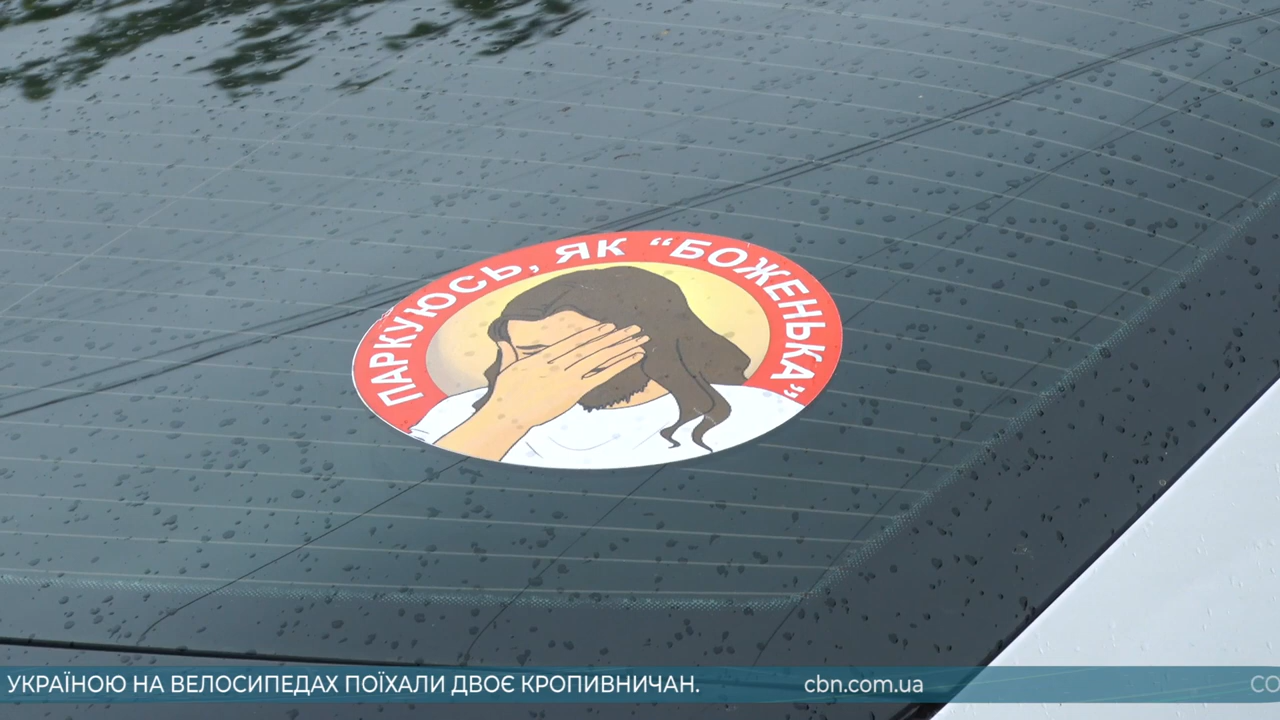 ПАРКУЮСЬ, ЯК “БОЖЕНЬКА”
УКРАЇНОЮ НА ВЕЛОСИПЕДАХ ПОЇХАЛИ ДВОЄ КРОПИВНИЧАН. cbn.com.ua